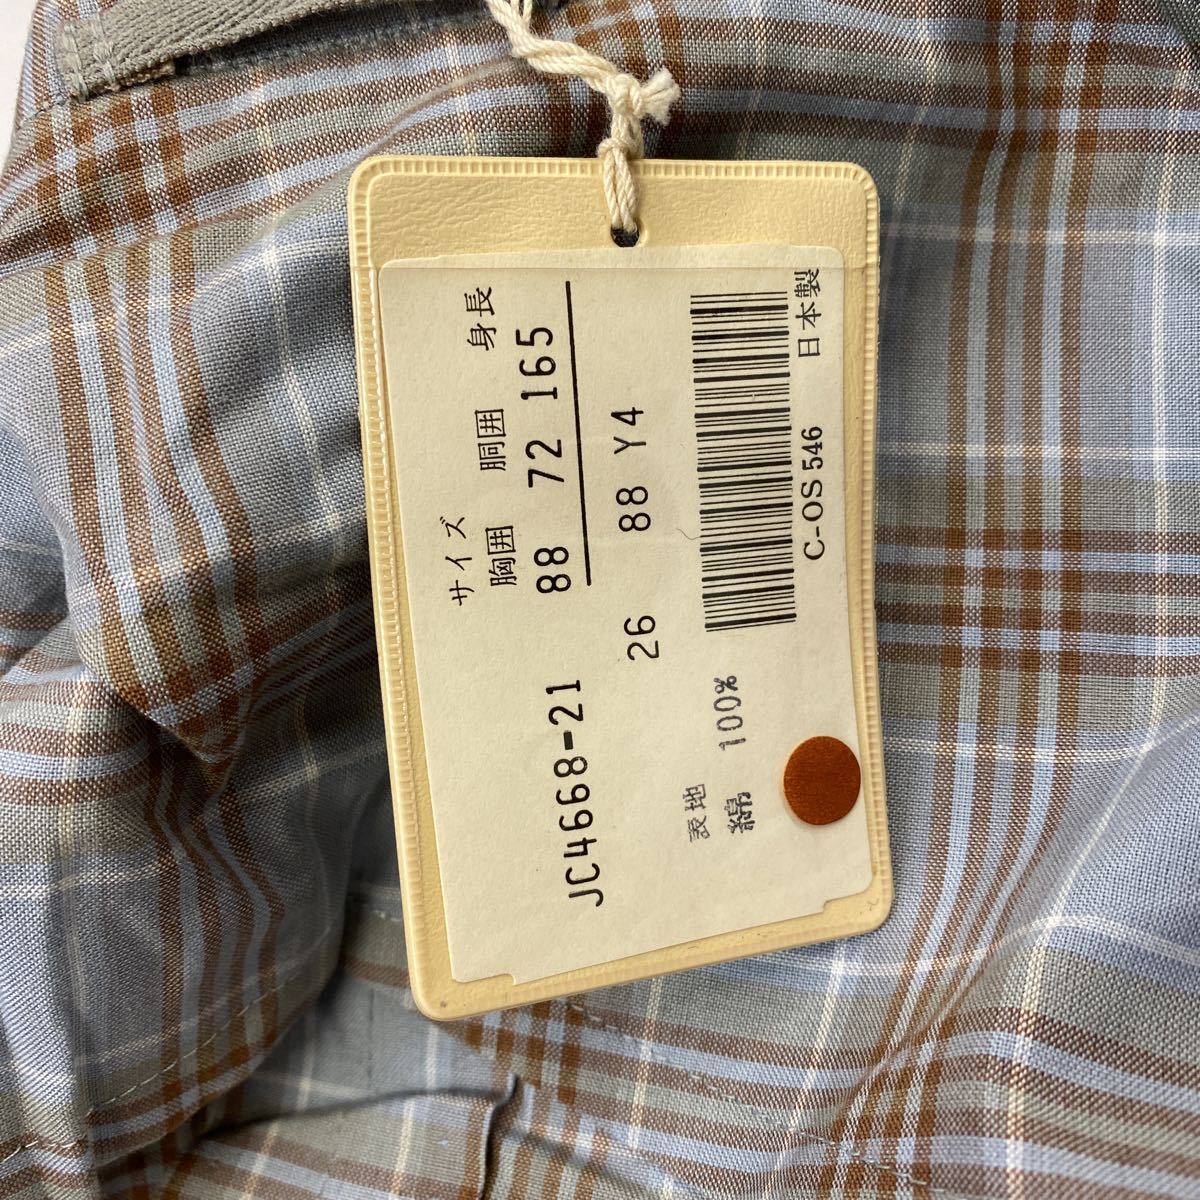 サイズ
胸囲 胴囲 身長
88 72 165
JC4668-21
26 88 Y4
表地
綿 100%
C-OS 546 日本製